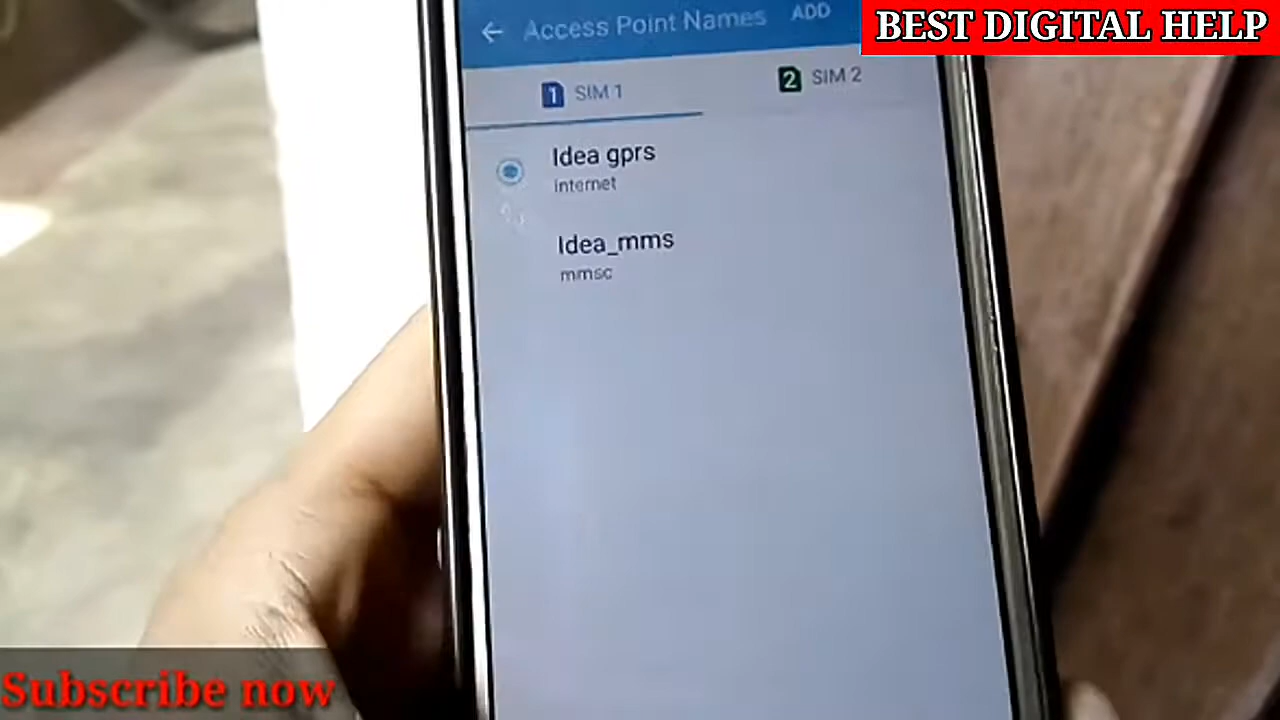 BEST DIGITAL HELP
Access Point Names ADD
1 SIM 1
2 SIM 2
Idea gprs
internet
Idea_mms
mmsc
Subscribe now